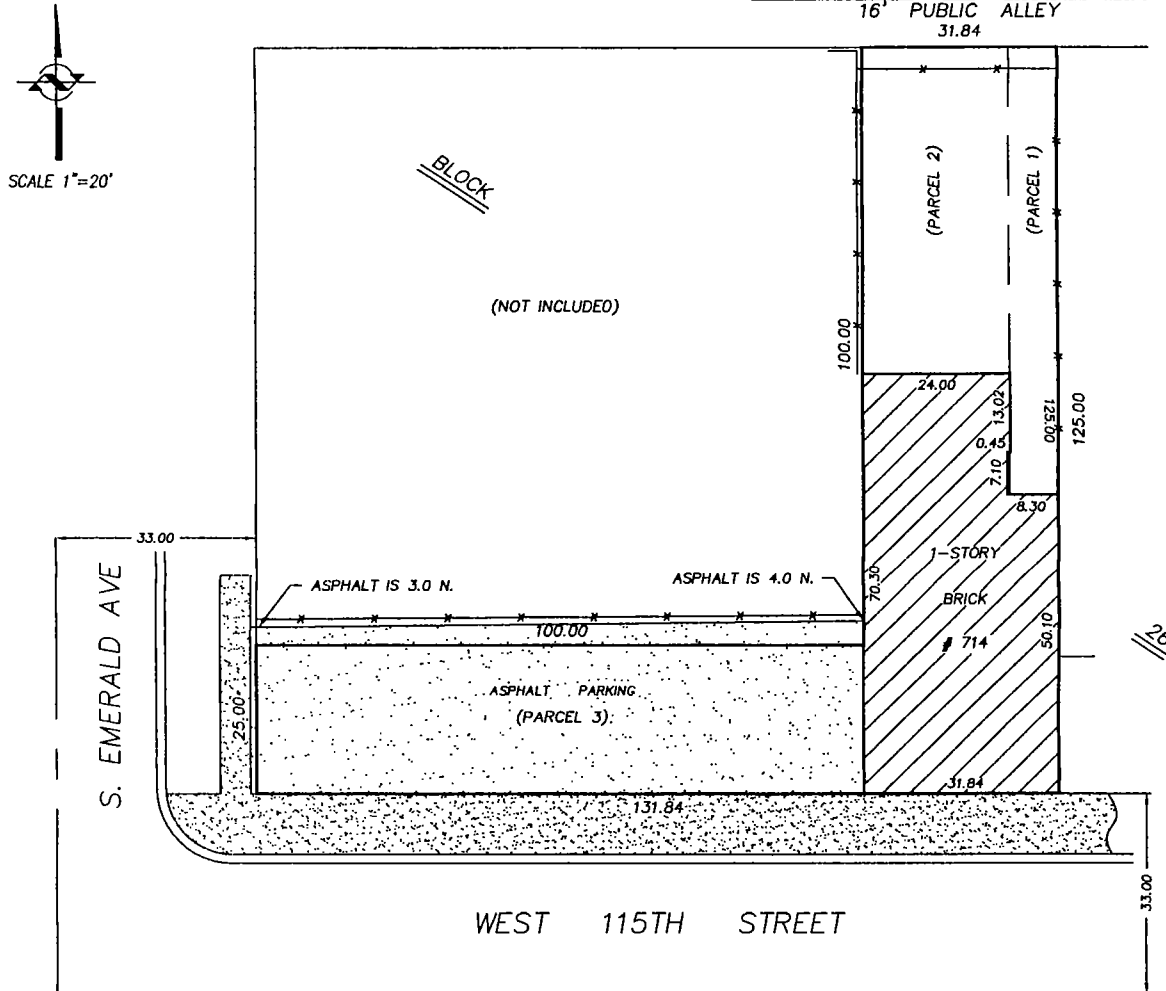 16' PUBLIC ALLEY
31.84
SCALE 1"=20'
BLOCK
(PARCEL 2)
(PARCEL 1)
(NOT INCLUDED)
100.00
24.00
13.02
125.00
125.00
0.45
7.10
8.30
33.00
1-STORY
BRICK
# 714
70.30
50.10
ASPHALT IS 3.0 N.
ASPHALT IS 4.0 N.
100.00
26
S. EMERALD AVE
25.00
ASPHALT PARKING
(PARCEL 3)
131.84
31.84
33.00
WEST 115TH STREET